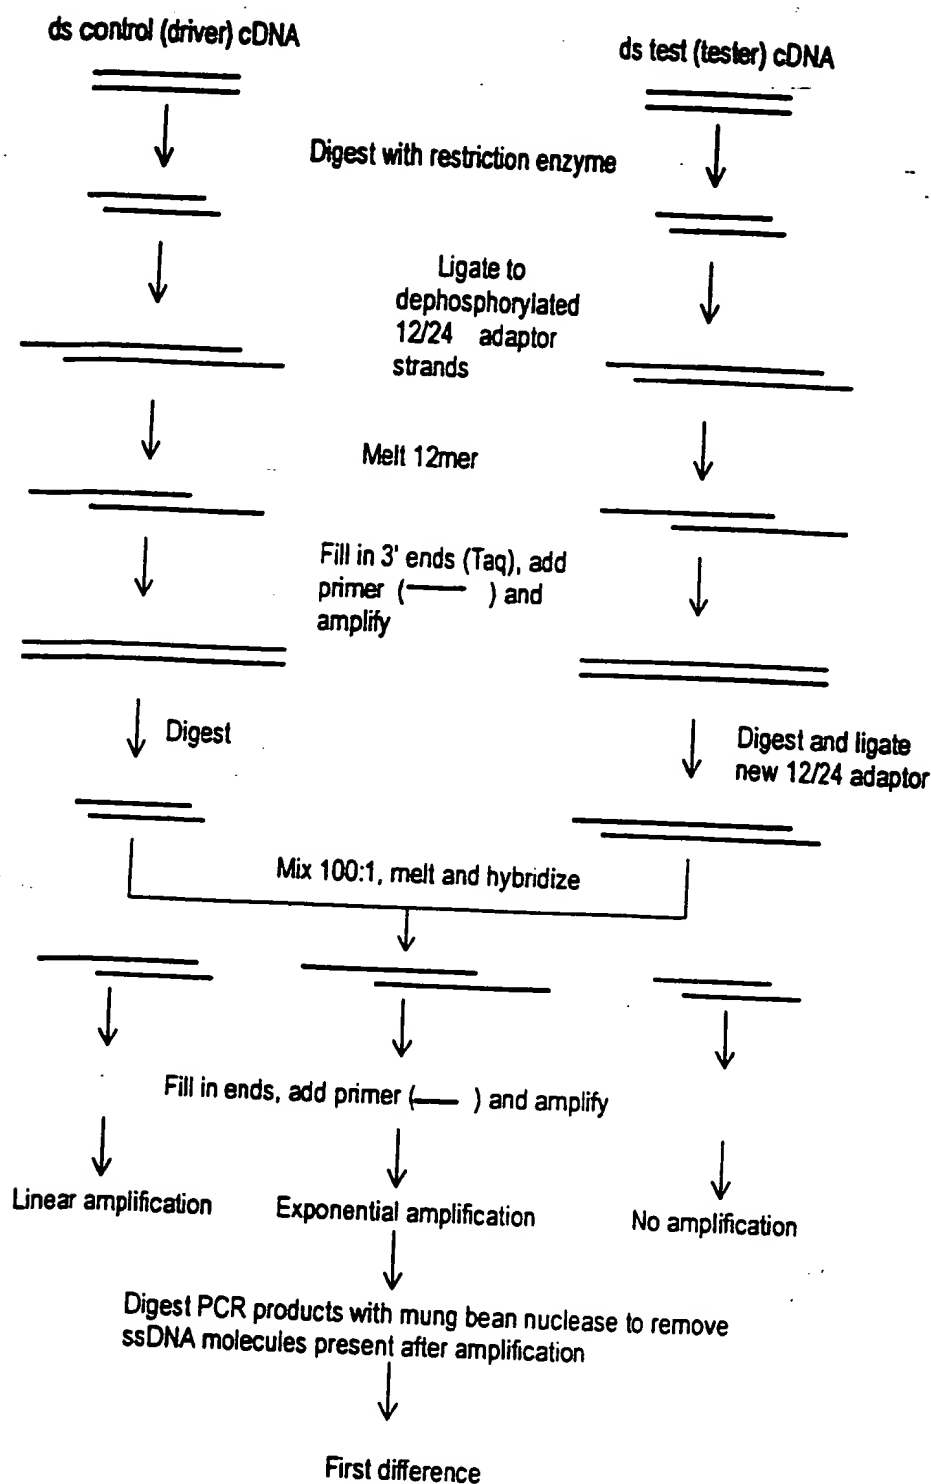 ds control (driver) cDNA
ds test (tester) cDNA
Digest with restriction enzyme
Ligate to
dephosphorylated
12/24 adaptor
strands
Melt 12mer
Fill in 3' ends (Taq), add
primer ( ) and
amplify
Digest
Digest and ligate
new 12/24 adaptor
Mix 100:1, melt and hybridize
Fill in ends, add primer ( ) and amplify
Linear amplification
Exponential amplification
No amplification
Digest PCR products with mung bean nuclease to remove
ssDNA molecules present after amplification
First difference